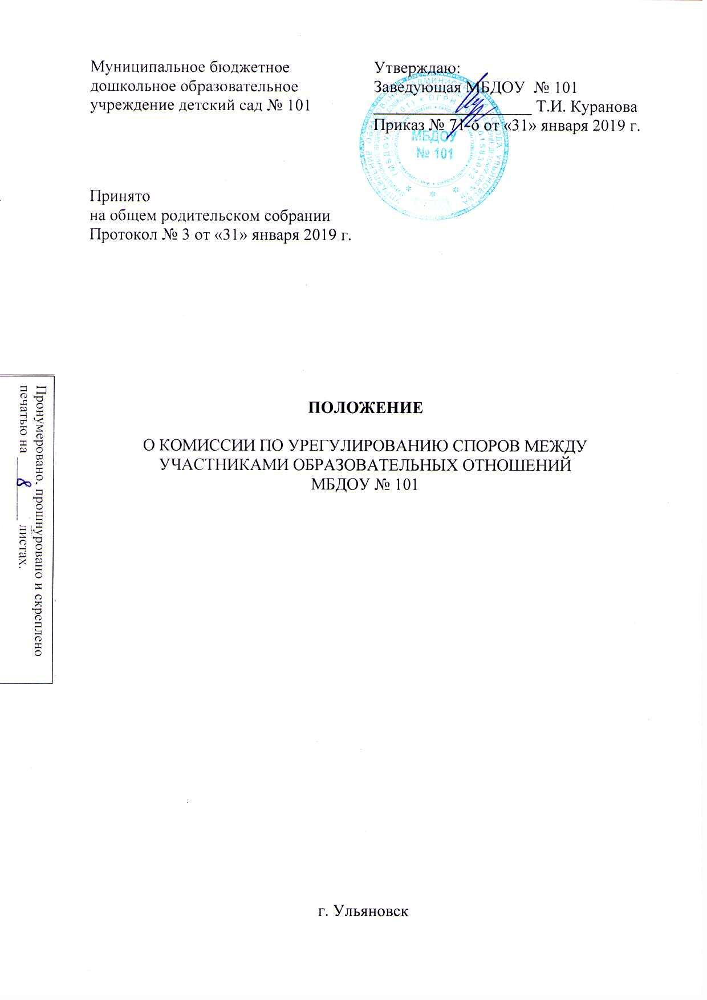 Муниципальное бюджетное
дошкольное образовательное
учреждение детский сад № 101
Утверждаю:
Заведующая МБДОУ № 101
____________________ Т.И. Куранова
Приказ № 71-о от «31» января 2019 г.
МБДОУ
№ 101
Принято
на общем родительском собрании
Протокол № 3 от «31» января 2019 г.
Пронумеровано, прошнуровано и скреплено
печатью на ____8____ листах.
ПОЛОЖЕНИЕ
О КОМИССИИ ПО УРЕГУЛИРОВАНИЮ СПОРОВ МЕЖДУ
УЧАСТНИКАМИ ОБРАЗОВАТЕЛЬНЫХ ОТНОШЕНИЙ
МБДОУ № 101
г. Ульяновск